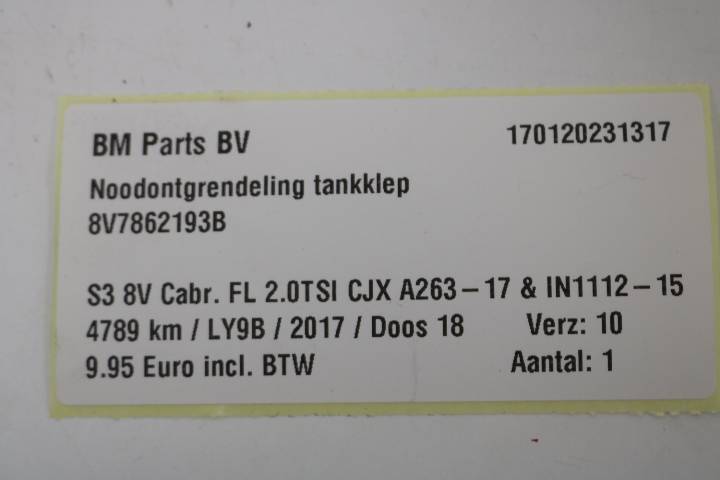 BM Parts BV 170120231317
Noodontgrendeling tankklep
8V7862193B
S3 8V Cabr. FL 2.0TSI CJX A263-17 & IN1112-15
4789 km / LY9B / 2017 / Doos 18 Verz: 10
9.95 Euro incl. BTW Aantal: 1